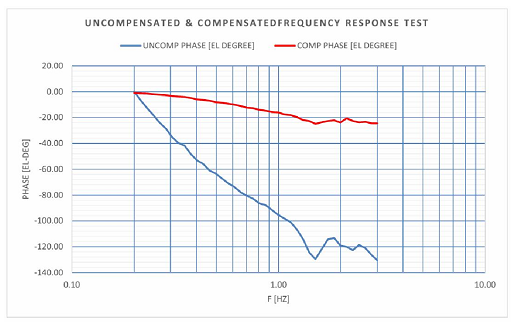 UNCOMPENSATED & COMPENSATEDFREQUENCY RESPONSE TEST
UNCOMP PHASE [EL DEGREE] COMP PHASE [EL DEGREE]
20.00
0.00
-20.00
-40.00
-60.00
-80.00
-100.00
-120.00
-140.00
PHASE [EL-DEG]
0.10 1.00 10.00
F [HZ]